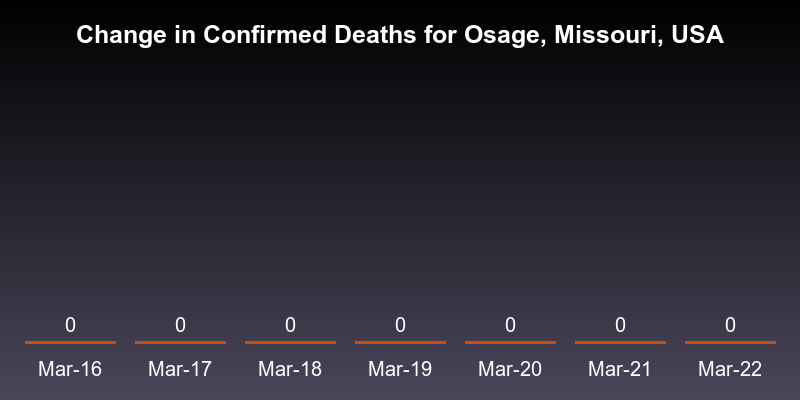 Change in Confirmed Deaths for Osage, Missouri, USA
0 0 0 0 0 0 0
Mar-16 Mar-17 Mar-18 Mar-19 Mar-20 Mar-21 Mar-22